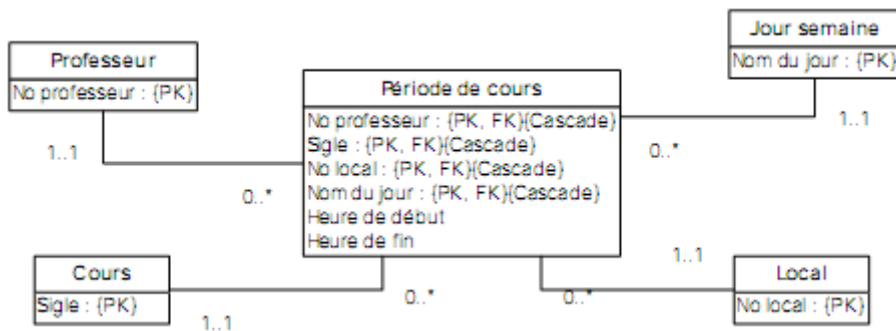 Professeur
No professeur : {PK}
Jour semaine
Nom du jour : {PK}
Période de cours
No professeur : {PK, FK}{Cascade}
Sigle : {PK, FK}{Cascade}
No local : {PK, FK}{Cascade}
Nom du jour : {PK, FK}{Cascade}
Heure de début
Heure de fin
1..1
0..*
1..1
0..*
Cours
Sigle : {PK}
1..1
0..*
0..*
1..1
Local
No local : {PK}